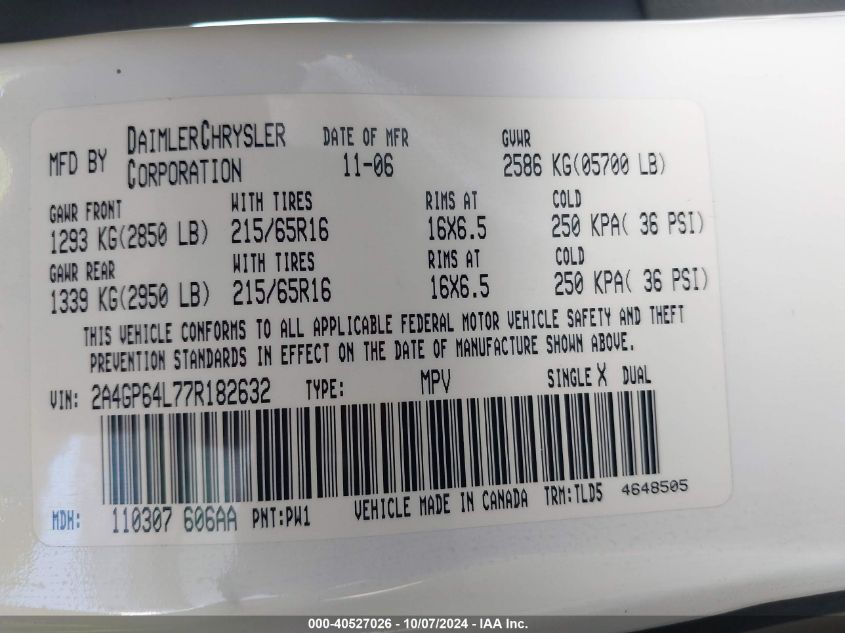 MFD BY DAIMLERCHRYSLER CORPORATION DATE OF MFR 11-06 GVWR 2586 KG(05700 LB)
GAWR FRONT WITH TIRES RIMS AT COLD
1293 KG(2850 LB) 215/65R16 16X6.5 250 KPA( 36 PSI)
GAWR REAR WITH TIRES RIMS AT COLD
1339 KG(2950 LB) 215/65R16 16X6.5 250 KPA( 36 PSI)
THIS VEHICLE CONFORMS TO ALL APPLICABLE FEDERAL MOTOR VEHICLE SAFETY AND THEFT
PREVENTION STANDARDS IN EFFECT ON THE DATE OF MANUFACTURE SHOWN ABOVE.
VIN: 2A4GP64L77R182632 TYPE: MPV SINGLE X DUAL
MDH: 110307 606AA PNT:PW1 VEHICLE MADE IN CANADA TRM:TLD5 4648505
000-40527026 - 10/07/2024 - IAA Inc.